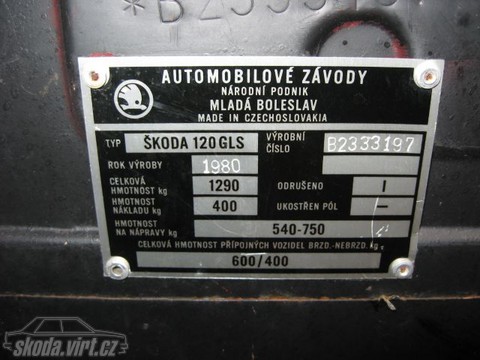 AUTOMOBILOVÉ ZÁVODY
NÁRODNÍ PODNIK
MLADÁ BOLESLAV
MADE IN CZECHOSLOVAKIA
TYP ŠKODA 120 GLS VÝROBNÍ ČÍSLO B2333197
ROK VÝROBY 1980
CELKOVÁ HMOTNOST kg 1290 ODRUŠENO I
HMOTNOST NÁKLADU kg 400 UKOSTŘEN PÓL –
HMOTNOST NA NÁPRAVY kg 540-750
CELKOVÁ HMOTNOST PŘÍPOJNÝCH VOZIDEL BRZD.-NEBRZD. kg
600/400
skoda.virt.cz